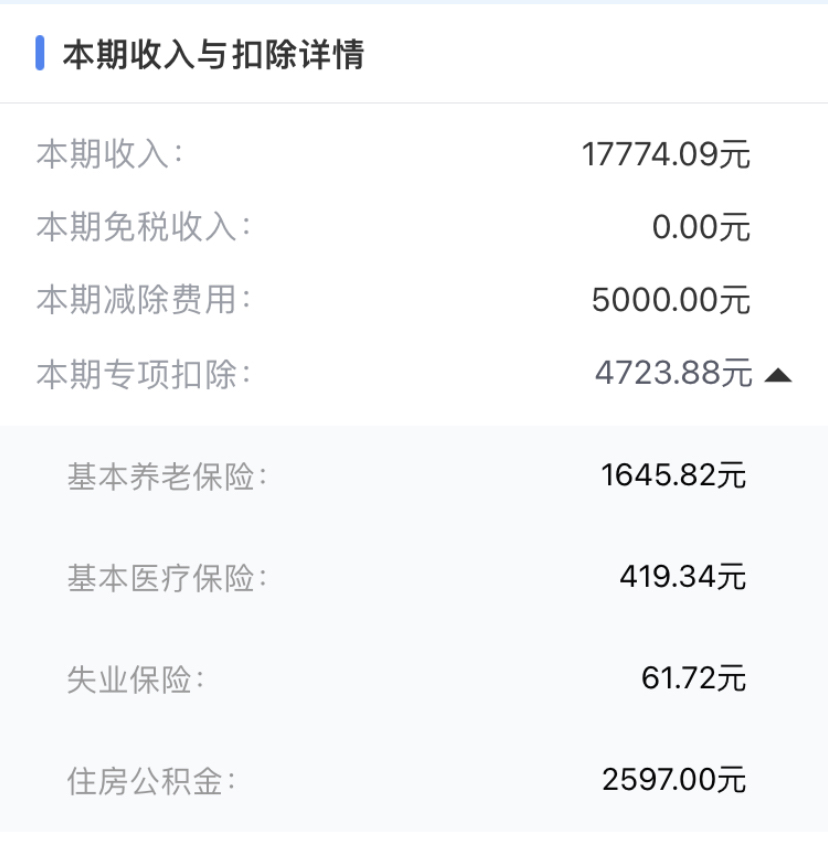 本期收入与扣除详情
本期收入： 17774.09元
本期免税收入： 0.00元
本期减除费用： 5000.00元
本期专项扣除： 4723.88元
基本养老保险： 1645.82元
基本医疗保险： 419.34元
失业保险： 61.72元
住房公积金： 2597.00元